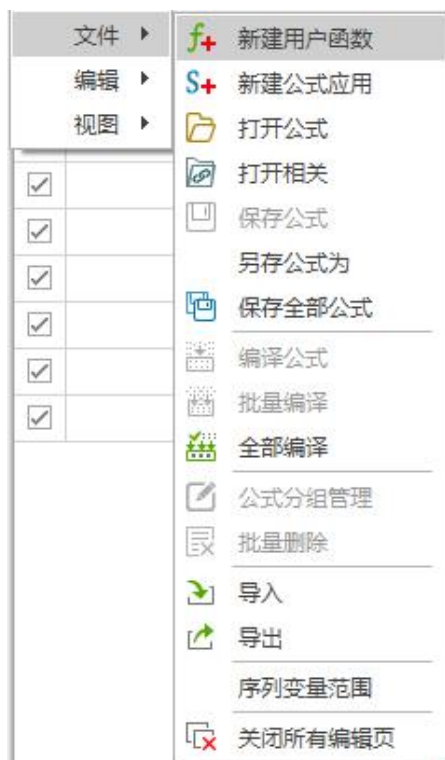 文件
编辑
视图
新建用户函数
新建公式应用
打开公式
打开相关
保存公式
另存公式为
保存全部公式
编译公式
批量编译
全部编译
公式分组管理
批量删除
导入
导出
序列变量范围
关闭所有编辑页